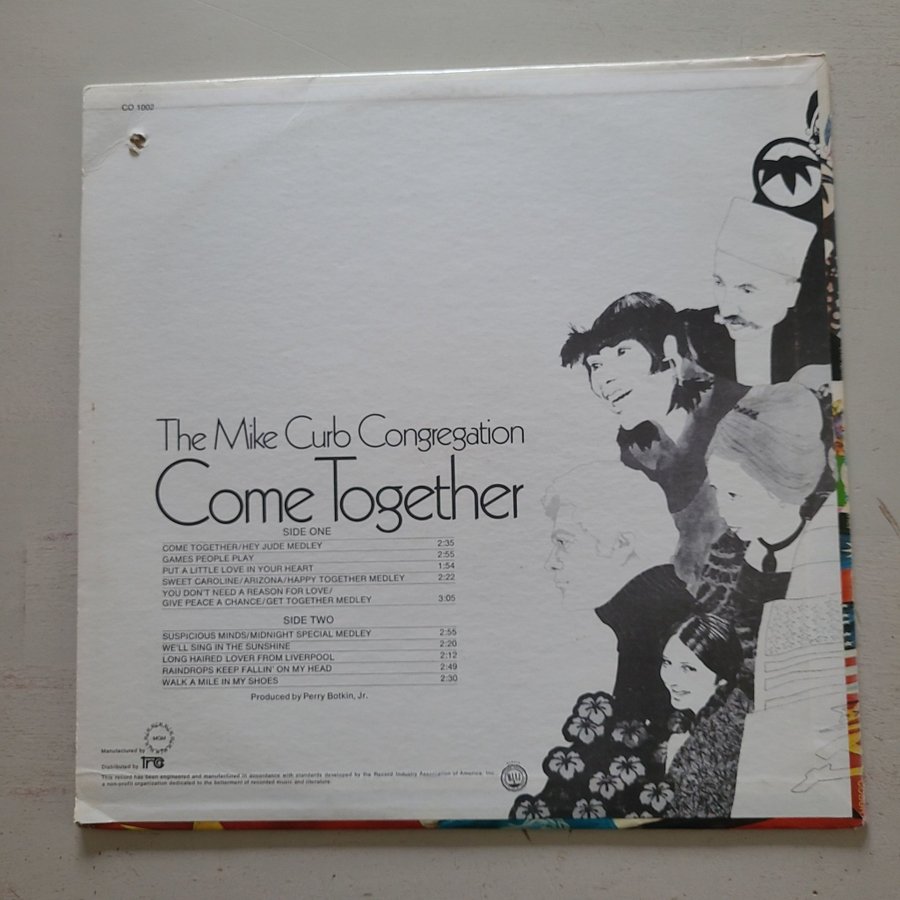 CO 1002
The Mike Curb Congregation
Come Together
SIDE ONE
COME TOGETHER/HEY JUDE MEDLEY 2:35
GAMES PEOPLE PLAY 2:55
PUT A LITTLE LOVE IN YOUR HEART 1:54
SWEET CAROLINE/ARIZONA/HAPPY TOGETHER MEDLEY 2:22
YOU DON'T NEED A REASON FOR LOVE/
GIVE PEACE A CHANCE/GET TOGETHER MEDLEY 3:05
SIDE TWO
SUSPICIOUS MINDS/MIDNIGHT SPECIAL MEDLEY 2:55
WE'LL SING IN THE SUNSHINE 2:20
LONG HAIRED LOVER FROM LIVERPOOL 2:12
RAINDROPS KEEP FALLIN' ON MY HEAD 2:49
WALK A MILE IN MY SHOES 2:30
Produced by Perry Botkin, Jr.
Manufactured by MGM
Distributed by TRC
This record has been engineered and manufactured in accordance with standards developed by the Record Industry Association of America, Inc.
a non-profit organization dedicated to the betterment of recorded music and literature.